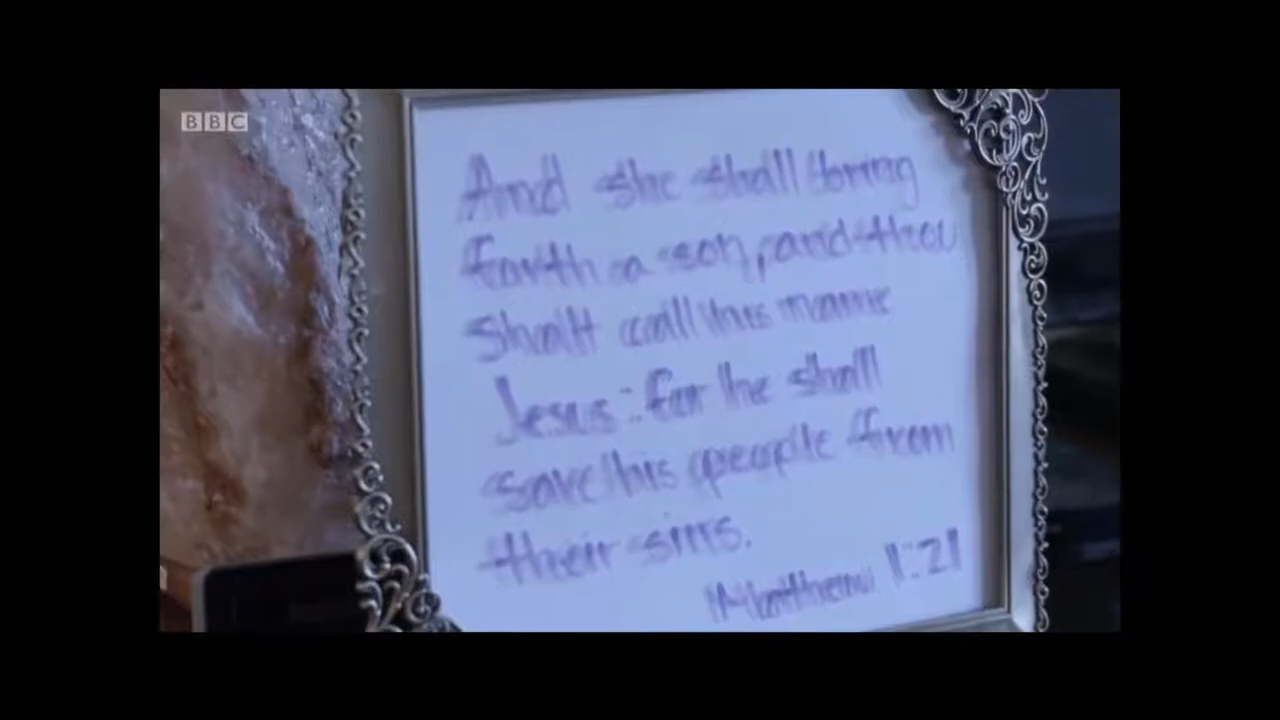 BBC
And she shall bring
forth a son, and thou
shalt call his name
Jesus: for he shall
save his people from
their sins.
Matthew 1:21